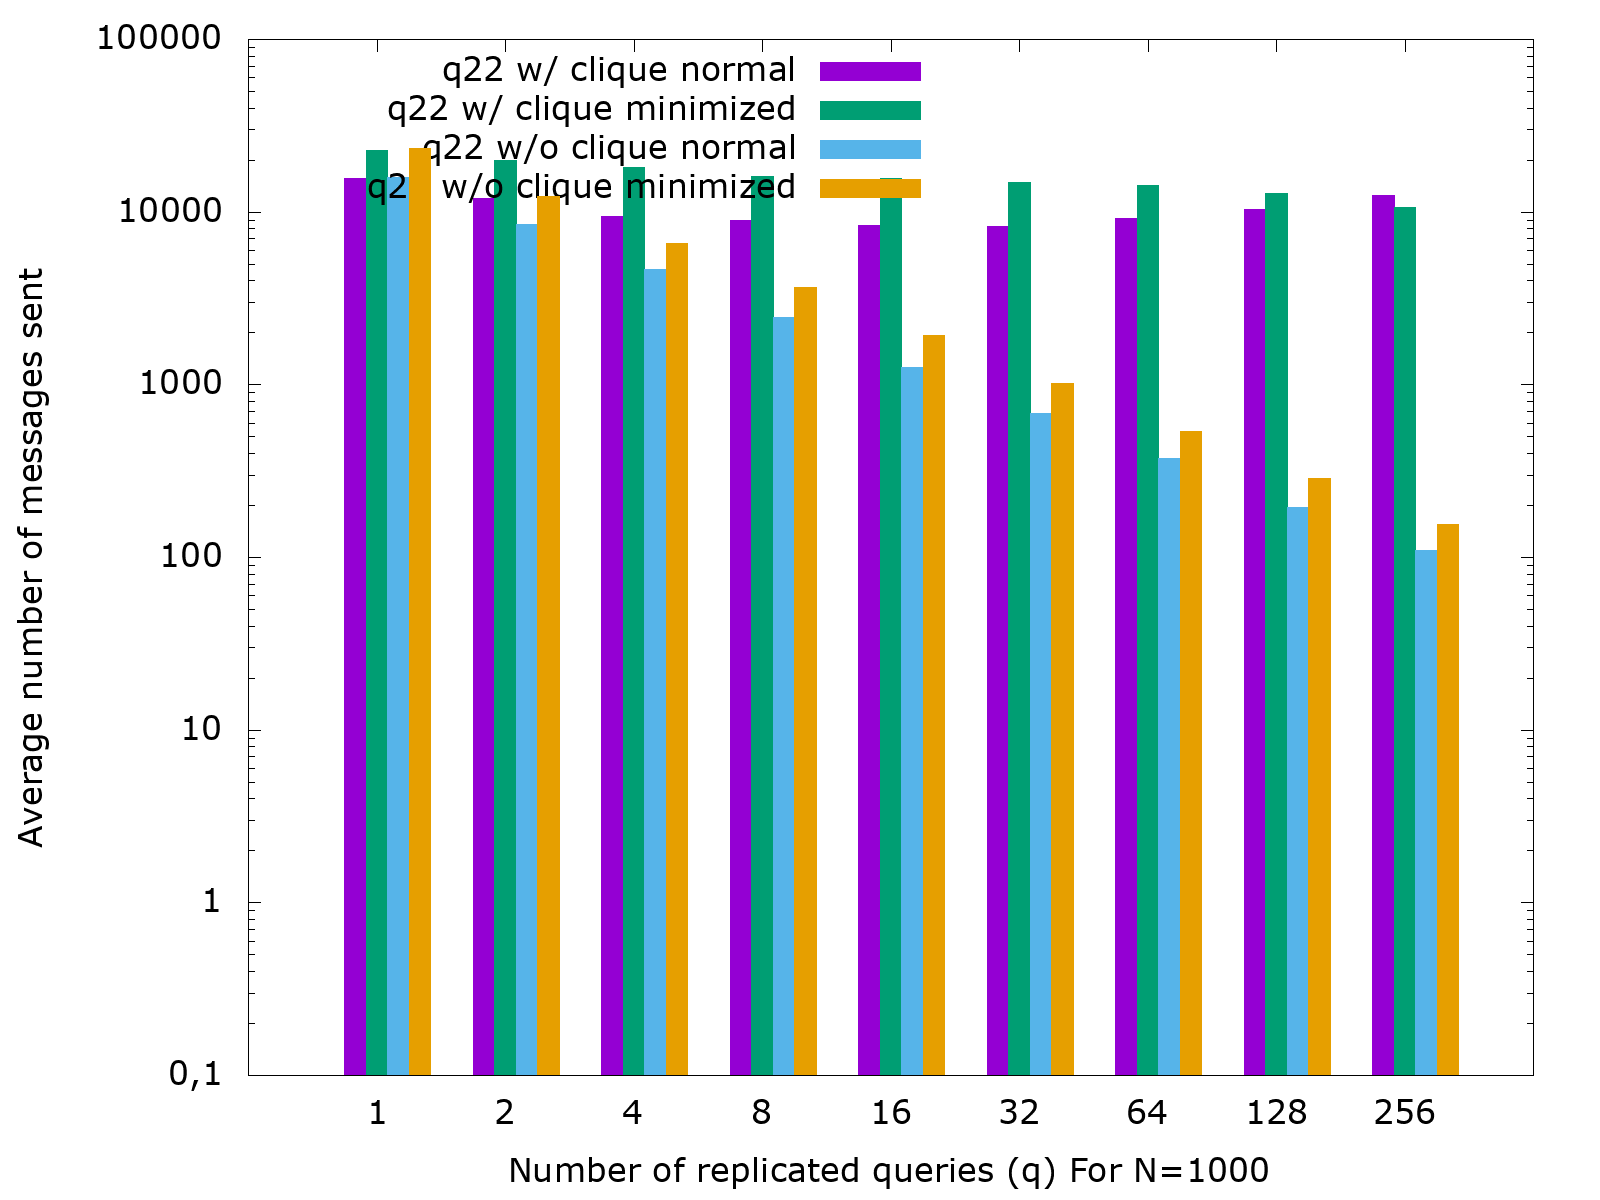 100000
10000
1000
100
10
1
0,1
Average number of messages sent
q22 w/ clique normal
q22 w/ clique minimized
q22 w/o clique normal
w/o clique minimized
1 2 4 8 16 32 64 128 256
Number of replicated queries (q) For N=1000